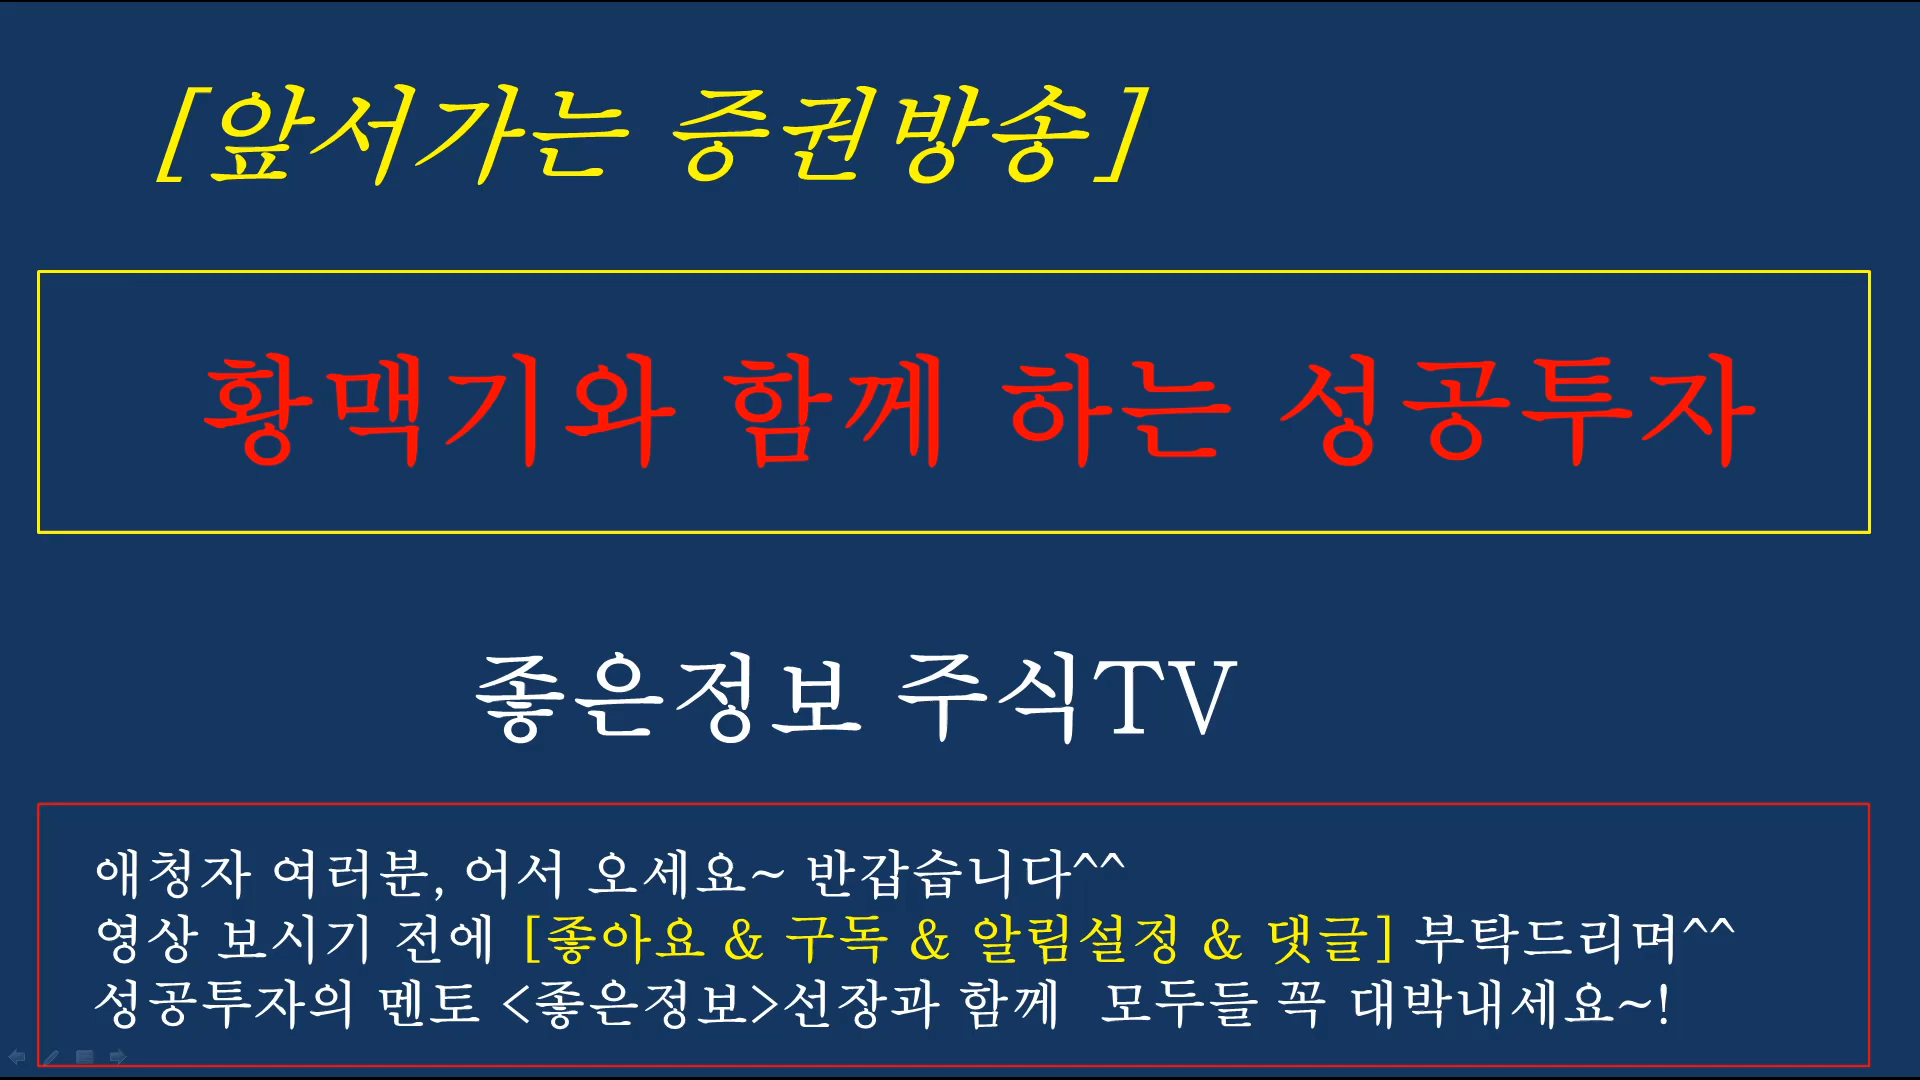 [앞서가는 증권방송]
황맥기와 함께 하는 성공투자
좋은정보 주식TV
애청자 여러분, 어서 오세요~ 반갑습니다^^
영상 보시기 전에 [좋아요 & 구독 & 알림설정 & 댓글] 부탁드리며^^
성공투자의 멘토 <좋은정보>선장과 함께 모두들 꼭 대박내세요~!